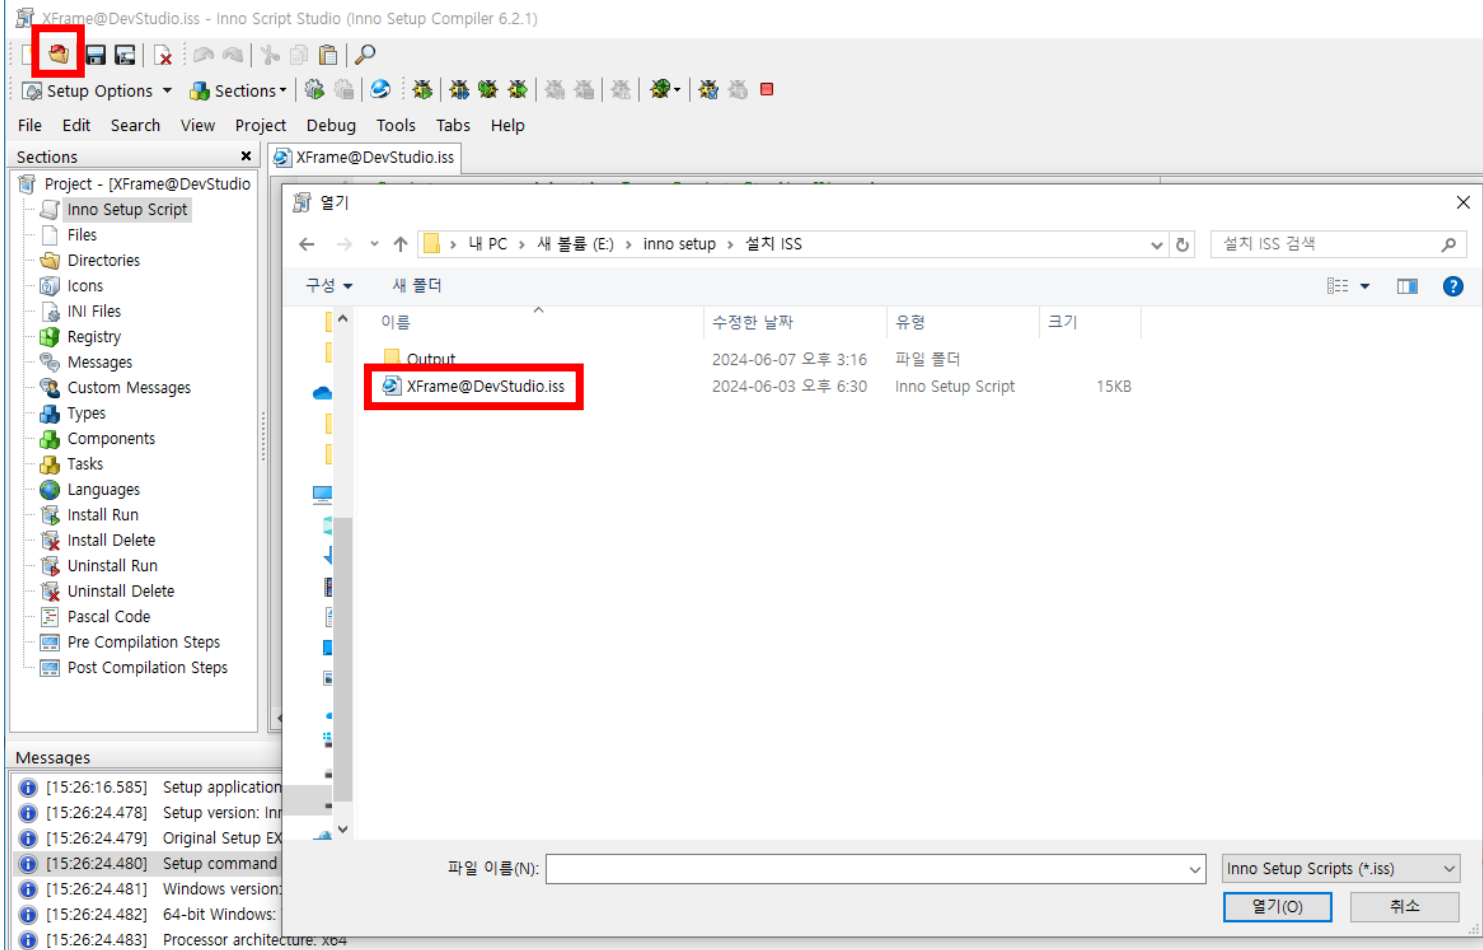 XFrame@DevStudio.iss - Inno Script Studio (Inno Setup Compiler 6.2.1)
Setup Options
Sections
File Edit Search View Project Debug Tools Tabs Help
Sections
XFrame@DevStudio.iss
Project - [XFrame@DevStudio
Inno Setup Script
Files
Directories
Icons
INI Files
Registry
Messages
Custom Messages
Types
Components
Tasks
Languages
Install Run
Install Delete
Uninstall Run
Uninstall Delete
Pascal Code
Pre Compilation Steps
Post Compilation Steps
열기
내 PC > 새 볼륨 (E:) > inno setup > 설치 ISS
설치 ISS 검색
구성 새 폴더
이름 수정한 날짜 유형 크기
Output 2024-06-07 오후 3:16 파일 폴더
XFrame@DevStudio.iss 2024-06-03 오후 6:30 Inno Setup Script 15KB
파일 이름(N):
Inno Setup Scripts (*.iss)
열기(O) 취소
Messages
[15:26:16.585] Setup application
[15:26:24.478] Setup version:
[15:26:24.479] Original Setup EX
[15:26:24.480] Setup command
[15:26:24.481] Windows version:
[15:26:24.482] 64-bit Windows:
[15:26:24.483] Processor architecture: x64